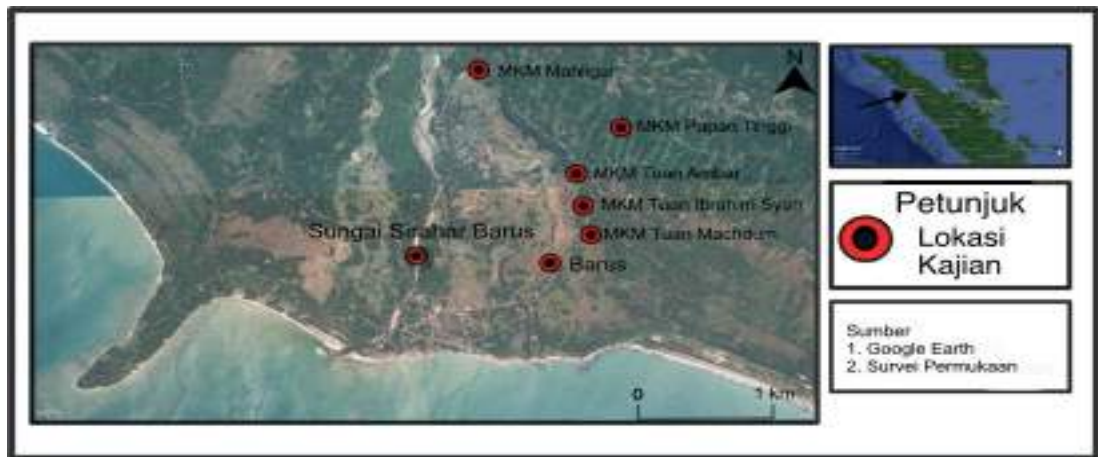 MKM Mahligai
N
MKM Papan Tinggi
MKM Tuan Ambar
MKM Tuan Ibrahim Syah
MKM Tuan Machdum
Sungai Sirahar Barus
Barus
0
1 km
Petunjuk
Lokasi
Kajian
Sumber
1. Google Earth
2. Survei Permukaan